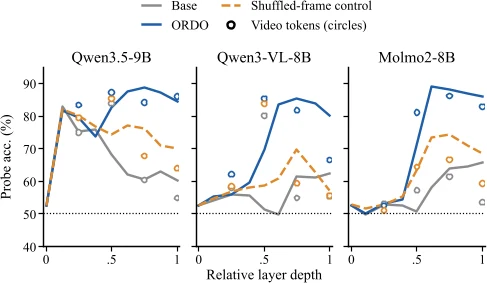 Base
Shuffled-frame control
ORDO
Video tokens (circles)
Qwen3.5-9B
Qwen3-VL-8B
Molmo2-8B
Probe acc. (%)
90
80
70
60
50
40
0 .5 1
0 .5 1
0 .5 1
Relative layer depth